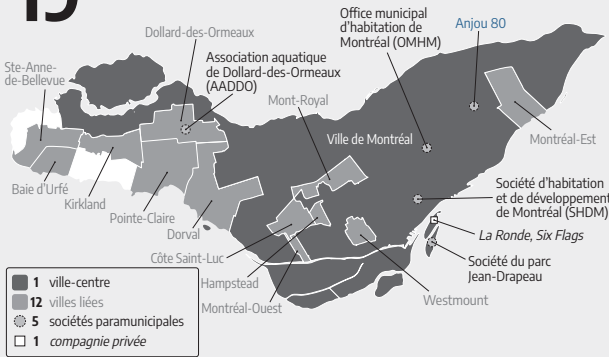 15
Dollard-des-Ormeaux
Office municipal
d'habitation de
Montréal (OMHM)
Anjou 80
Ste-Anne-
de-Bellevue
Association aquatique
de Dollard-des-Ormeaux
(AADDO)
Mont-Royal
Ville de Montréal
Montréal-Est
Baie d'Urfé
Kirkland
Pointe-Claire
Dorval
Côte Saint-Luc
Hampstead
Montréal-Ouest
Westmount
Société d'habitation
et de développement
de Montréal (SHDM)
La Ronde, Six Flags
Société du parc
Jean-Drapeau
1 ville-centre
12 villes liées
5 sociétés paramunicipales
1 compagnie privée